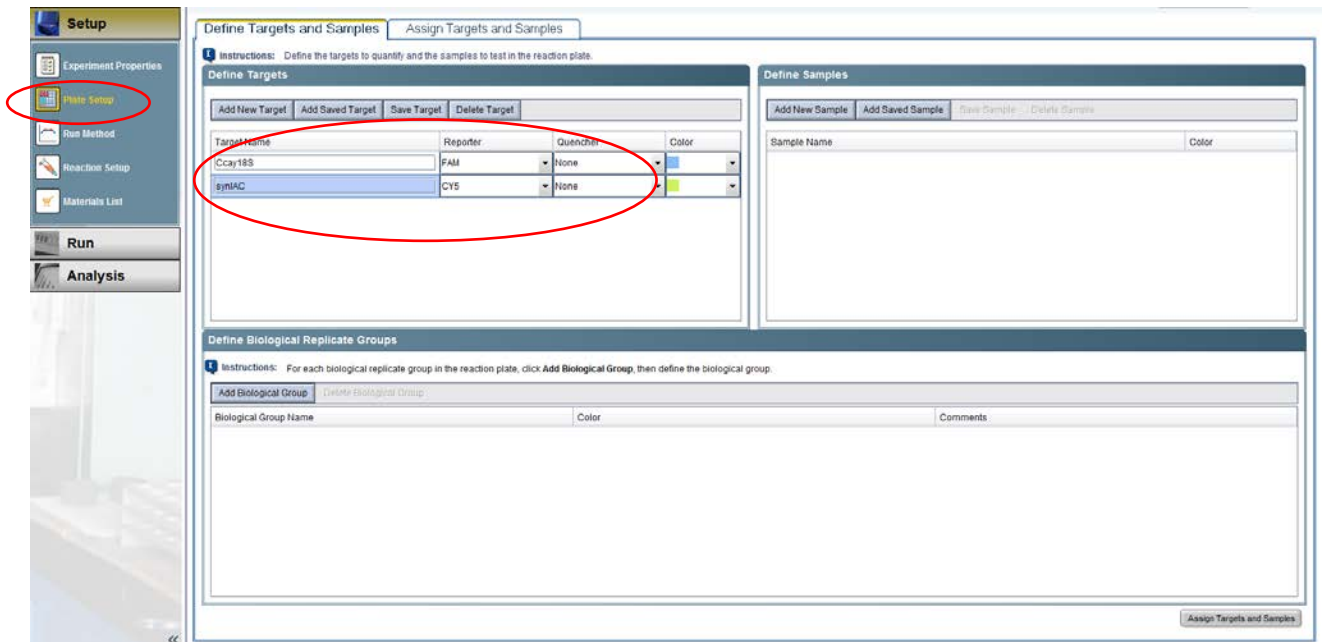 Setup
Experiment Properties
Plate Setup
Run Method
Reaction Setup
Materials List
Run
Analysis
«
Define Targets and Samples Assign Targets and Samples
Instructions: Define the targets to quantify and the samples to test in the reaction plate.
Define Targets
Add New Target Add Saved Target Save Target Delete Target
Target Name Reporter Quencher Color
Ccay18S FAM None
synIAC CY5 None
Define Samples
Add New Sample Add Saved Sample Save Sample Delete Sample
Sample Name Color
Define Biological Replicate Groups
Instructions: For each biological replicate group in the reaction plate, click Add Biological Group, then define the biological group.
Add Biological Group Delete Biological Group
Biological Group Name Color Comments
Assign Targets and Samples